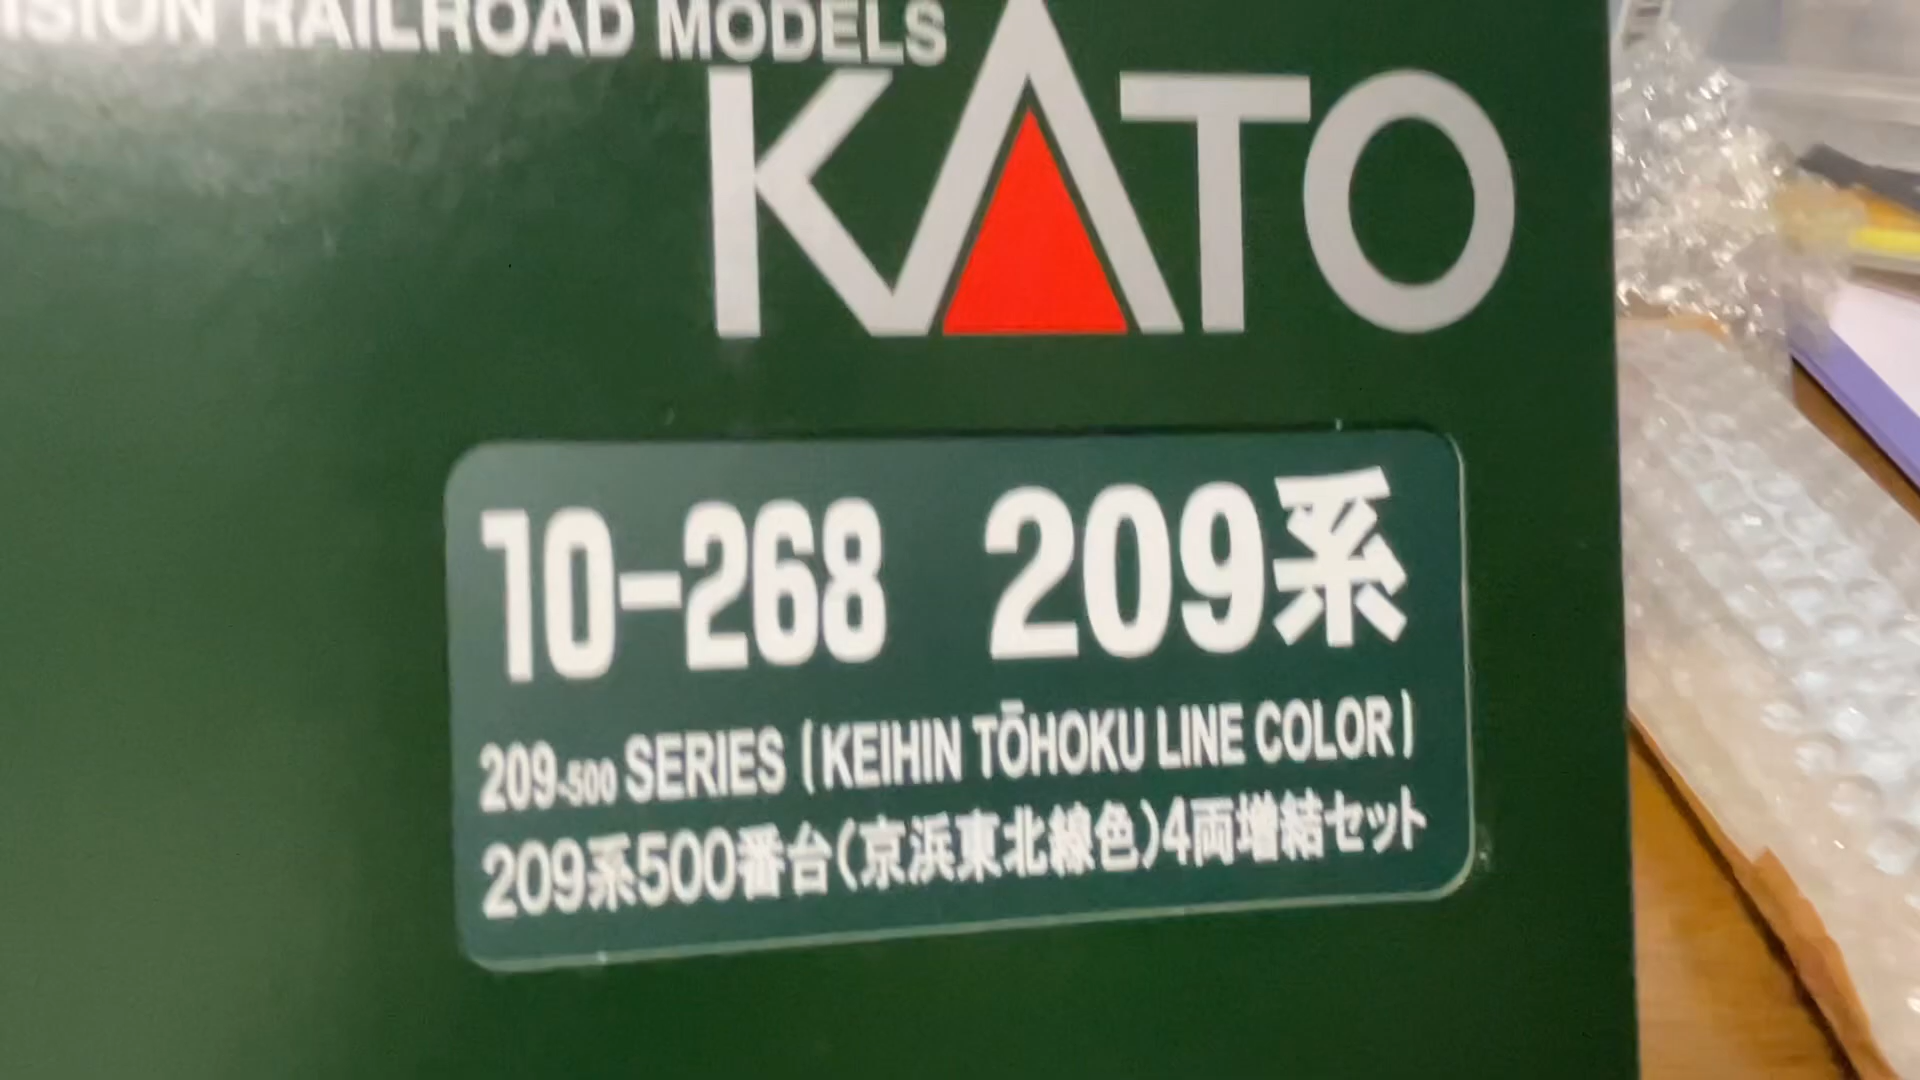 RAILROAD MODELS
KATO
10-268 209系
209-500 SERIES (KEIHIN TŌHOKU LINE COLOR)
209系500番台(京浜東北線色)4両増結セット